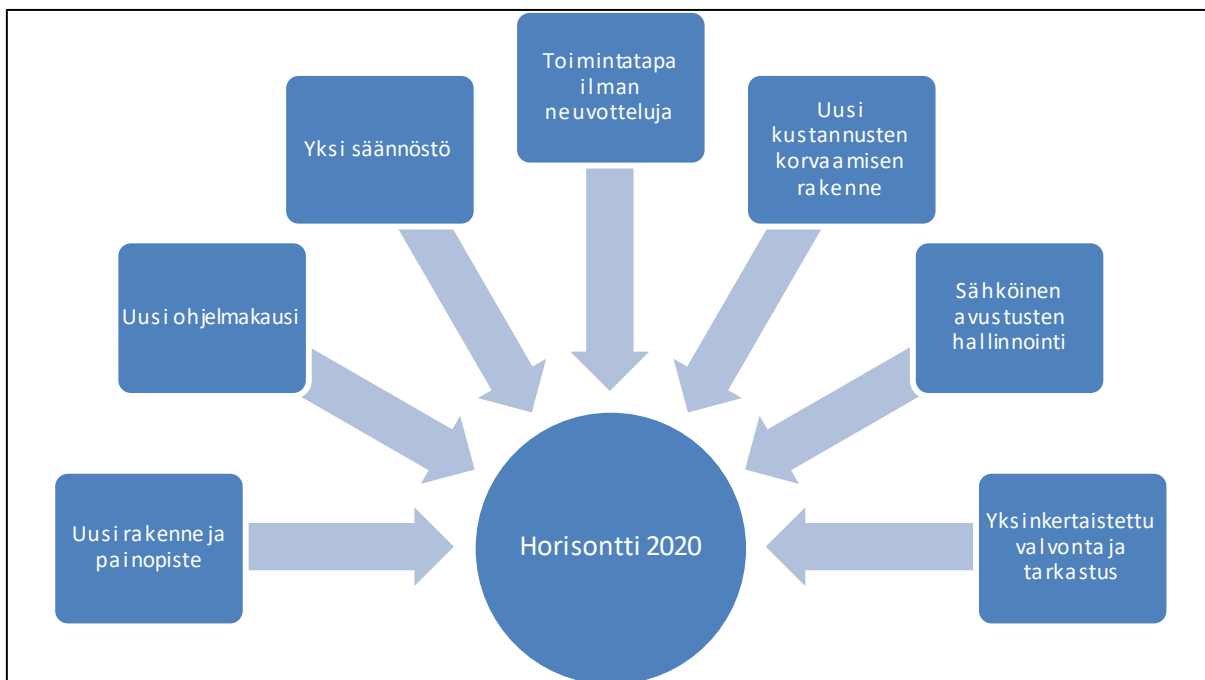 Toimintatapa
ilman
neuvotteluja
Yksi säännöstö
Uusi
kustannusten
korvaamisen
rakenne
Uusi ohjelmakausi
Sähköinen
avustusten
hallinnointi
Uusi rakenne ja
painopiste
Horisontti 2020
Yksinkertaistettu
valvonta ja
tarkastus